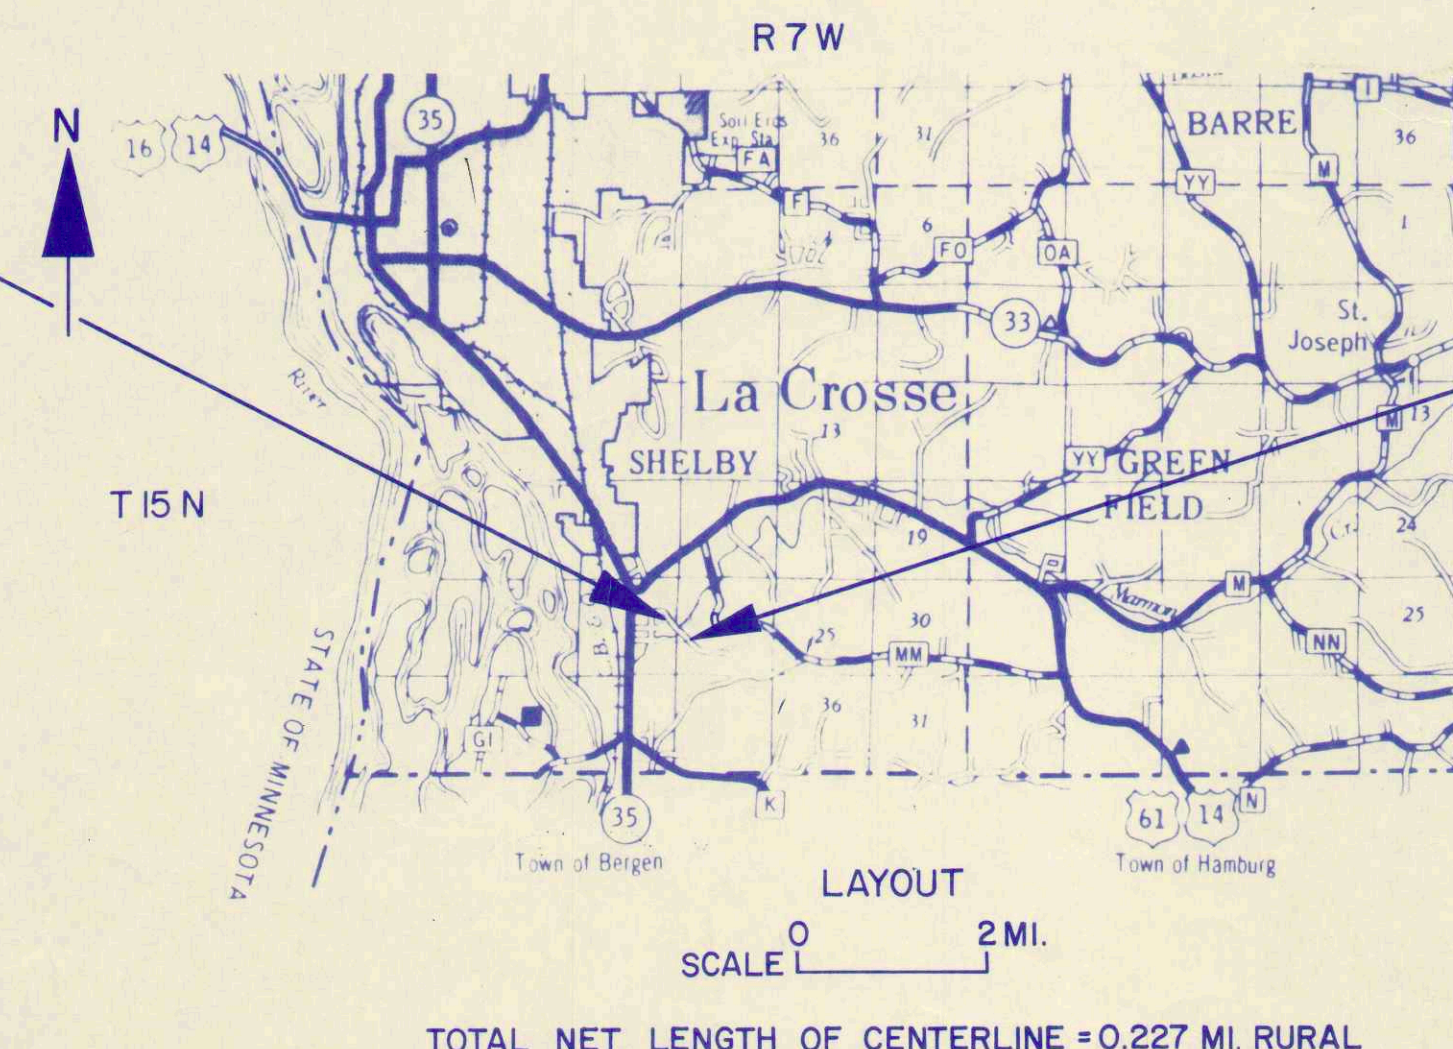 R 7 W
N
35
16
14
Soil Eros
Exp. Sta.
FA
F
36
31
BARRE
I
36
YY
M
1
6
FO
OA
33
St.
Joseph
River
La Crosse
13
SHELBY
YY
GREEN
FIELD
M
13
T 15 N
19
24
Marmon
M
25
NN
25
30
MM
B.
36
31
GI
STATE OF MINNESOTA
35
K
61
14
N
Town of Bergen
Town of Hamburg
LAYOUT
0
2 MI.
SCALE
TOTAL NET LENGTH OF CENTERLINE = 0.227 MI. RURAL